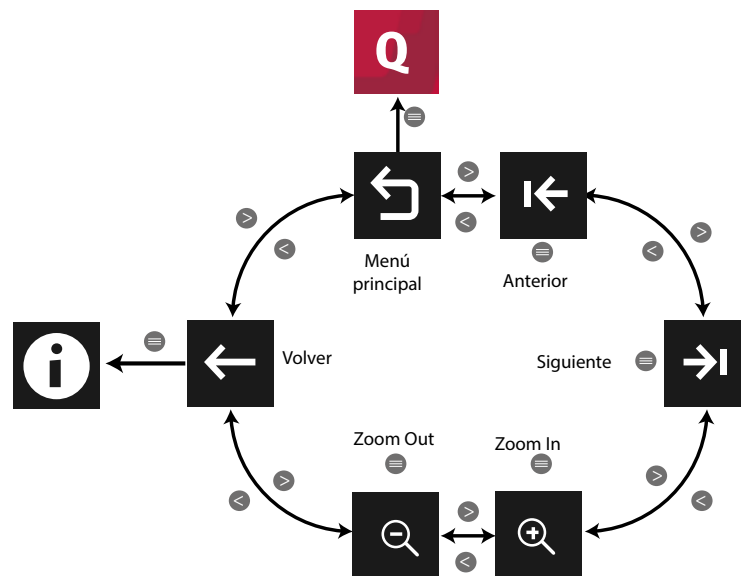 Q
> 
Menú
principal
<
Anterior
>
<
>
<
i
Volver
Siguiente
Zoom Out
Zoom In
>
<
>
<
>
<